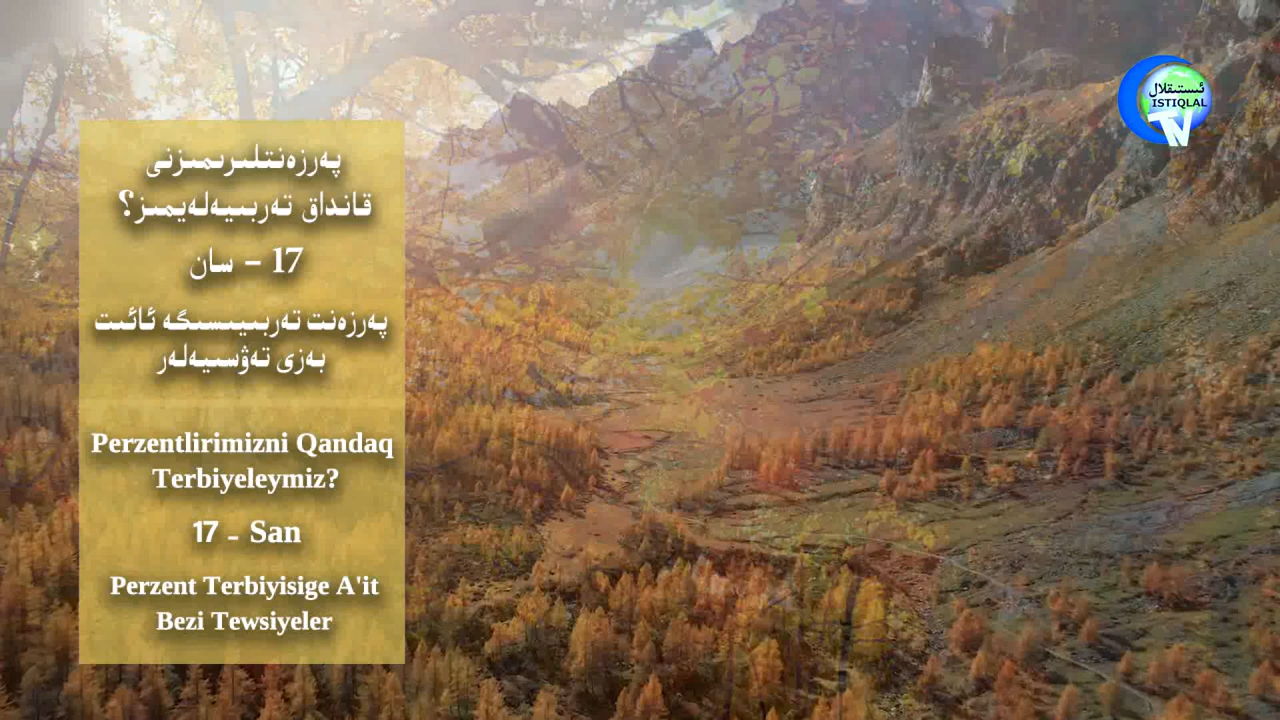 پەرزەنتلىرىمىزنى
قانداق تەربىيەلەيمىز؟
17 - سان
پەرزەنت تەربىيىسىگە ئائىت
بەزى تەۋسىيەلەر
Perzentlirimizni Qandaq
Terbiyeleymiz?
17 - San
Perzent Terbiyisige A'it
Bezi Tewsiyeler
ئىستىقلال
ISTIQLAL
TV